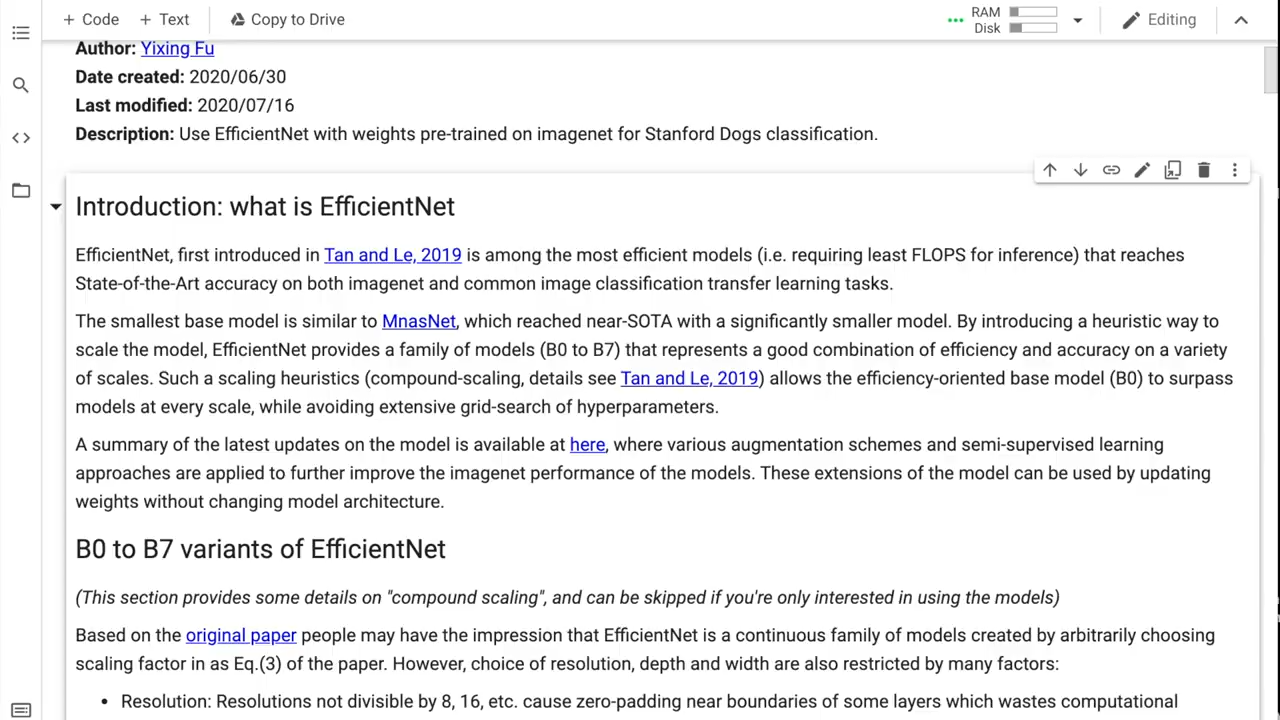 + Code + Text Copy to Drive RAM Disk Editing
Author: Yixing Fu
Date created: 2020/06/30
Last modified: 2020/07/16
Description: Use EfficientNet with weights pre-trained on imagenet for Stanford Dogs classification.
Introduction: what is EfficientNet
EfficientNet, first introduced in Tan and Le, 2019 is among the most efficient models (i.e. requiring least FLOPS for inference) that reaches
State-of-the-Art accuracy on both imagenet and common image classification transfer learning tasks.
The smallest base model is similar to MnasNet, which reached near-SOTA with a significantly smaller model. By introducing a heuristic way to
scale the model, EfficientNet provides a family of models (B0 to B7) that represents a good combination of efficiency and accuracy on a variety
of scales. Such a scaling heuristics (compound-scaling, details see Tan and Le, 2019) allows the efficiency-oriented base model (B0) to surpass
models at every scale, while avoiding extensive grid-search of hyperparameters.
A summary of the latest updates on the model is available at here, where various augmentation schemes and semi-supervised learning
approaches are applied to further improve the imagenet performance of the models. These extensions of the model can be used by updating
weights without changing model architecture.
B0 to B7 variants of EfficientNet
(This section provides some details on "compound scaling", and can be skipped if you're only interested in using the models)
Based on the original paper people may have the impression that EfficientNet is a continuous family of models created by arbitrarily choosing
scaling factor in as Eq.(3) of the paper. However, choice of resolution, depth and width are also restricted by many factors:
• Resolution: Resolutions not divisible by 8, 16, etc. cause zero-padding near boundaries of some layers which wastes computational